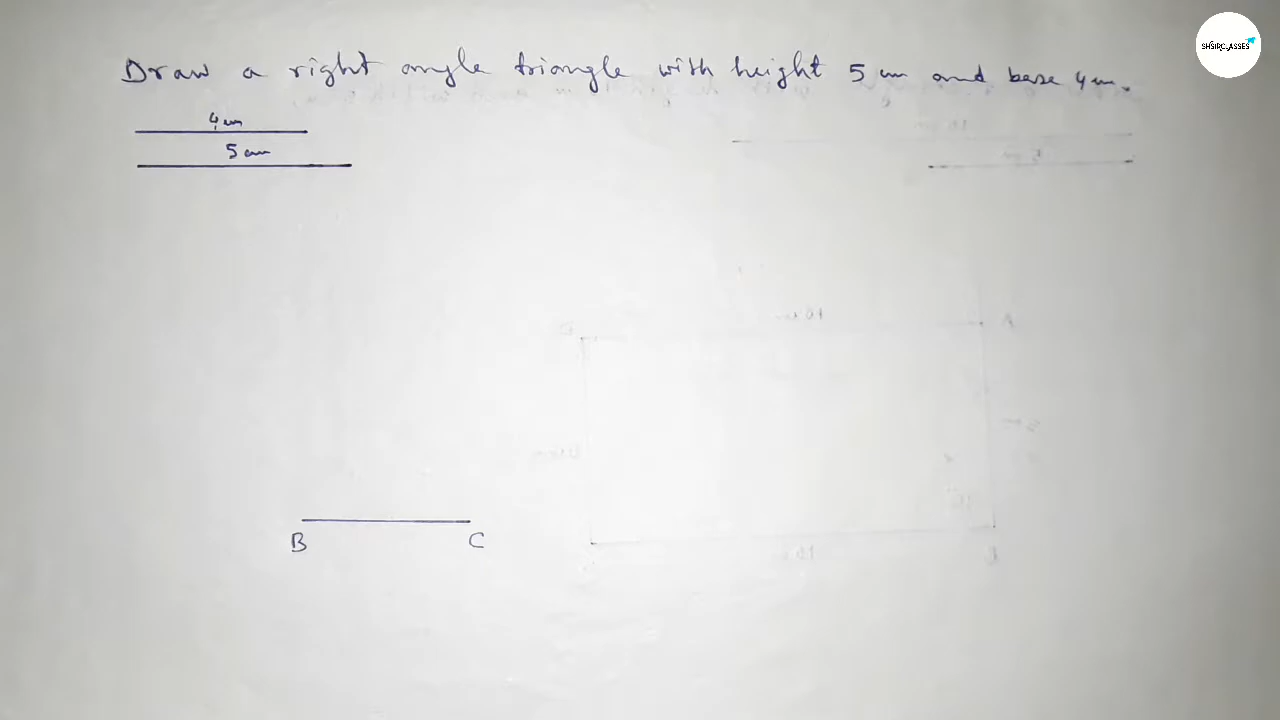 SHSIRCLASSES
Draw a right angle triangle with height 5 cm and base 4 cm.
4 cm
5 cm
B C